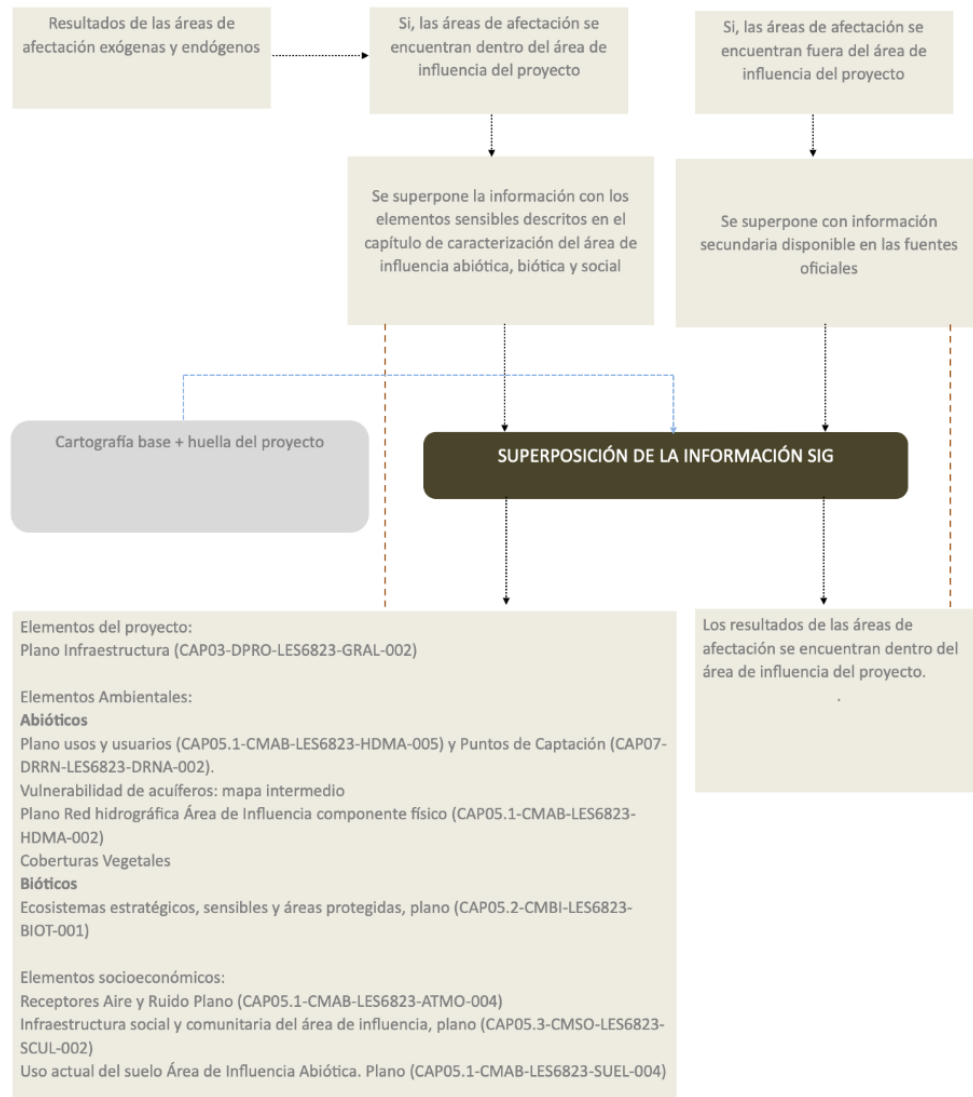 Resultados de las áreas de
afectación exógenas y endógenos
Si, las áreas de afectación se
encuentran dentro del área de
influencia del proyecto
Si, las áreas de afectación se
encuentran fuera del área de
influencia del proyecto
Se superpone la información con los
elementos sensibles descritos en el
capítulo de caracterización del área de
influencia abiótica, biótica y social
Se superpone con información
secundaria disponible en las fuentes
oficiales
Cartografía base + huella del proyecto
SUPERPOSICIÓN DE LA INFORMACIÓN SIG
Elementos del proyecto:
Plano Infraestructura (CAP03-DPRO-LES6823-GRAL-002)
Elementos Ambientales:
Abióticos
Plano usos y usuarios (CAP05.1-CMAB-LES6823-HDMA-005) y Puntos de Captación (CAP07-
DRRN-LES6823-DRNA-002).
Vulnerabilidad de acuíferos: mapa intermedio
Plano Red hidrográfica Área de Influencia componente físico (CAP05.1-CMAB-LES6823-
HDMA-002)
Coberturas Vegetales
Bióticos
Ecosistemas estratégicos, sensibles y áreas protegidas, plano (CAP05.2-CMBI-LES6823-
BIOT-001)
Elementos socioeconómicos:
Receptores Aire y Ruido Plano (CAP05.1-CMAB-LES6823-ATMO-004)
Infraestructura social y comunitaria del área de influencia, plano (CAP05.3-CMSO-LES6823-
SCUL-002)
Uso actual del suelo Área de Influencia Abiótica. Plano (CAP05.1-CMAB-LES6823-SUEL-004)
Los resultados de las áreas de
afectación se encuentran dentro del
área de influencia del proyecto.
.